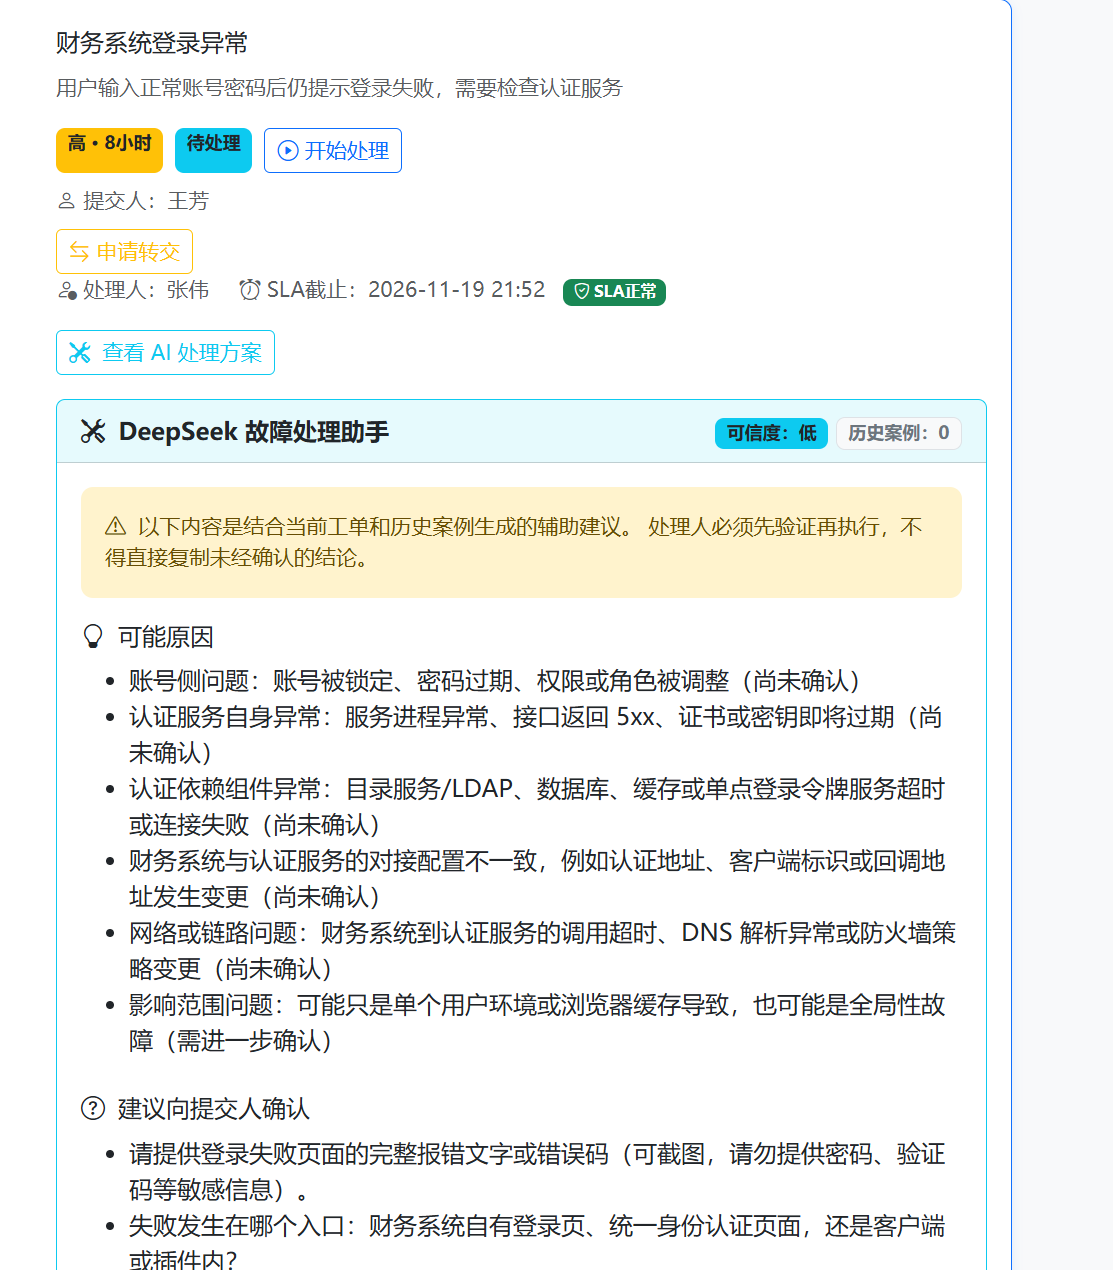 财务系统登录异常
用户输入正常账号密码后仍提示登录失败，需要检查认证服务
高 · 8小时 待处理 开始处理
提交人：王芳
申请转交
处理人：张伟 SLA截止：2026-11-19 21:52 SLA正常
查看 AI 处理方案
DeepSeek 故障处理助手 可信度：低 历史案例：0
以下内容是结合当前工单和历史案例生成的辅助建议。 处理人必须先验证再执行，不
得直接复制未经确认的结论。
可能原因
账号侧问题：账号被锁定、密码过期、权限或角色被调整（尚未确认）
认证服务自身异常：服务进程异常、接口返回 5xx、证书或密钥即将过期（尚
未确认）
认证依赖组件异常：目录服务/LDAP、数据库、缓存或单点登录令牌服务超时
或连接失败（尚未确认）
财务系统与认证服务的对接配置不一致，例如认证地址、客户端标识或回调地
址发生变更（尚未确认）
网络或链路问题：财务系统到认证服务的调用超时、DNS 解析异常或防火墙策
略变更（尚未确认）
影响范围问题：可能只是单个用户环境或浏览器缓存导致，也可能是全局性故
障（需进一步确认）
建议向提交人确认
请提供登录失败页面的完整报错文字或错误码（可截图，请勿提供密码、验证
码等敏感信息）。
失败发生在哪个入口：财务系统自有登录页、统一身份认证页面，还是客户端
或插件内？